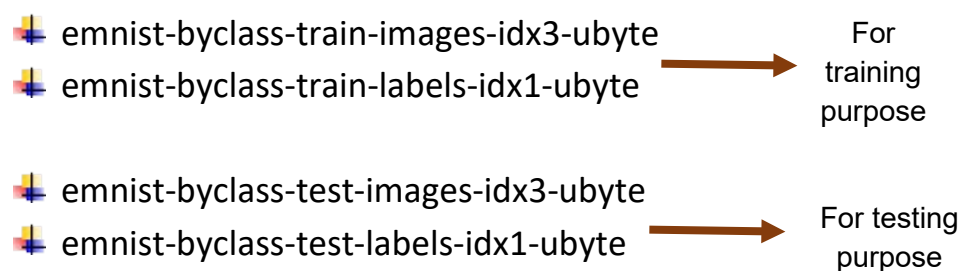 emnist-byclass-train-images-idx3-ubyte
emnist-byclass-train-labels-idx1-ubyte
For
training
purpose
emnist-byclass-test-images-idx3-ubyte
emnist-byclass-test-labels-idx1-ubyte
For testing
purpose